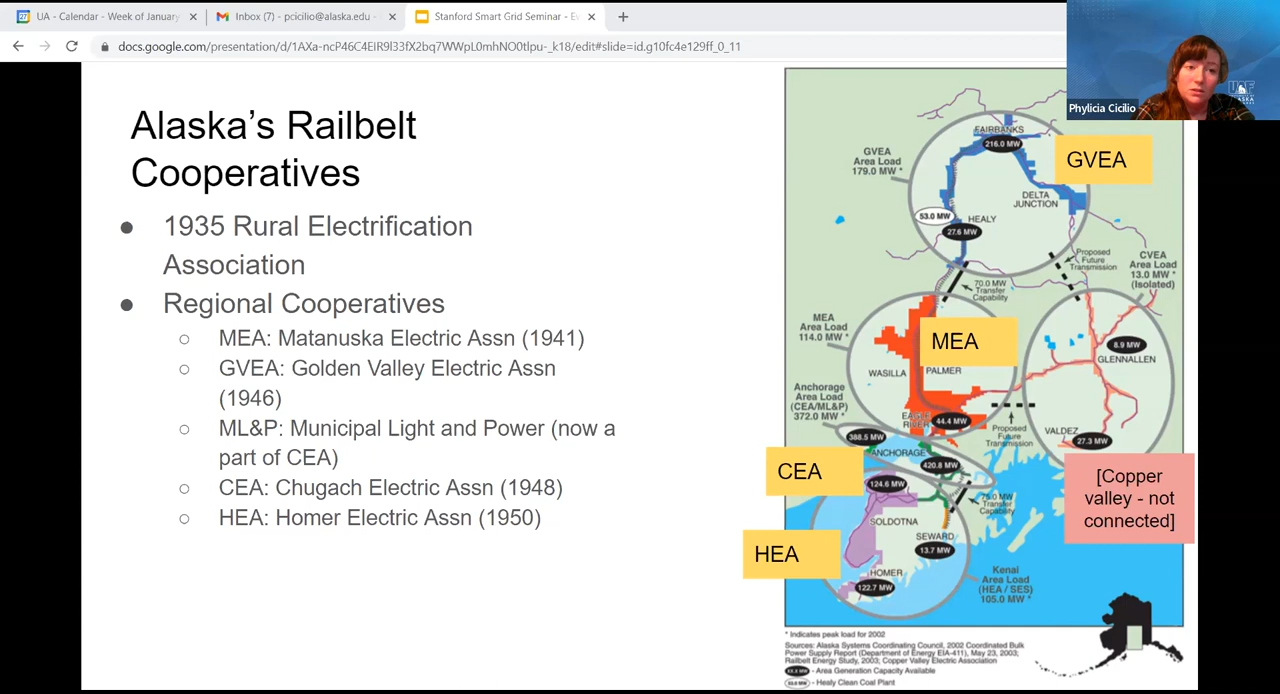 UA - Calendar - Week of January
Inbox (7) - pcicilio@alaska.edu -
Stanford Smart Grid Seminar - Ev
docs.google.com/presentation/d/1AXa-ncP46C4EIR9I33fX2bq7WWpL0mhNO0tlpu-_k18/edit#slide=id.g10fc4e129ff_0_11
Phylicia Cicilio
UAF
ALASKA
Alaska's Railbelt
Cooperatives
● 1935 Rural Electrification
Association
● Regional Cooperatives
○ MEA: Matanuska Electric Assn (1941)
○ GVEA: Golden Valley Electric Assn
(1946)
○ ML&P: Municipal Light and Power (now a
part of CEA)
○ CEA: Chugach Electric Assn (1948)
○ HEA: Homer Electric Assn (1950)
FAIRBANKS
216.0 MW
GVEA
GVEA
Area Load
179.0 MW *
DELTA
JUNCTION
53.0 MW
HEALY
27.6 MW
Proposed
Future
Transmission
CVEA
Area Load
13.0 MW *
(Isolated)
70.0 MW
Transfer
Capability
MEA
Area Load
114.0 MW *
MEA
8.9 MW
GLENNALLEN
WASILLA
PALMER
Anchorage
Area Load
(CEA/ML&P)
372.0 MW *
EAGLE
RIVER
44.4 MW
Proposed
Future
Transmission
VALDEZ
27.3 MW
388.5 MW
ANCHORAGE
420.8 MW
CEA
124.6 MW
75.0 MW
Transfer
Capability
[Copper
valley - not
connected]
SOLDOTNA
SEWARD
13.7 MW
HEA
HOMER
122.7 MW
Kenai
Area Load
(HEA / SES)
105.0 MW *
* Indicates peak load for 2002
Sources: Alaska Systems Coordinating Council, 2002 Coordinated Bulk
Power Supply Report (Department of Energy EIA-411), May 23, 2003;
Railbelt Energy Study, 2003; Copper Valley Electric Association
- Area Generation Capacity Available
- Healy Clean Coal Plant